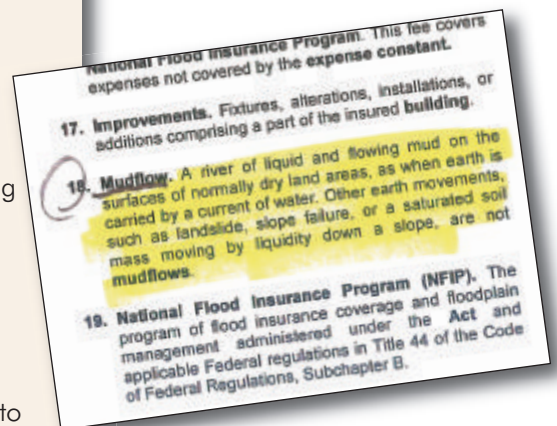 National Flood Insurance Program. This fee covers
expenses not covered by the expense constant.
17. Improvements. Fixtures, alterations, installations, or
additions comprising a part of the insured building.
18. Mudflow. A river of liquid and flowing mud on the
surfaces of normally dry land areas, as when earth is
carried by a current of water. Other earth movements,
such as landslide, slope failure, or a saturated soil
mass moving by liquidity down a slope, are not
mudflows.
19. National Flood Insurance Program (NFIP). The
program of flood insurance coverage and floodplain
management administered under the Act and
applicable Federal regulations in Title 44 of the Code
of Federal Regulations, Subchapter B.
g
to